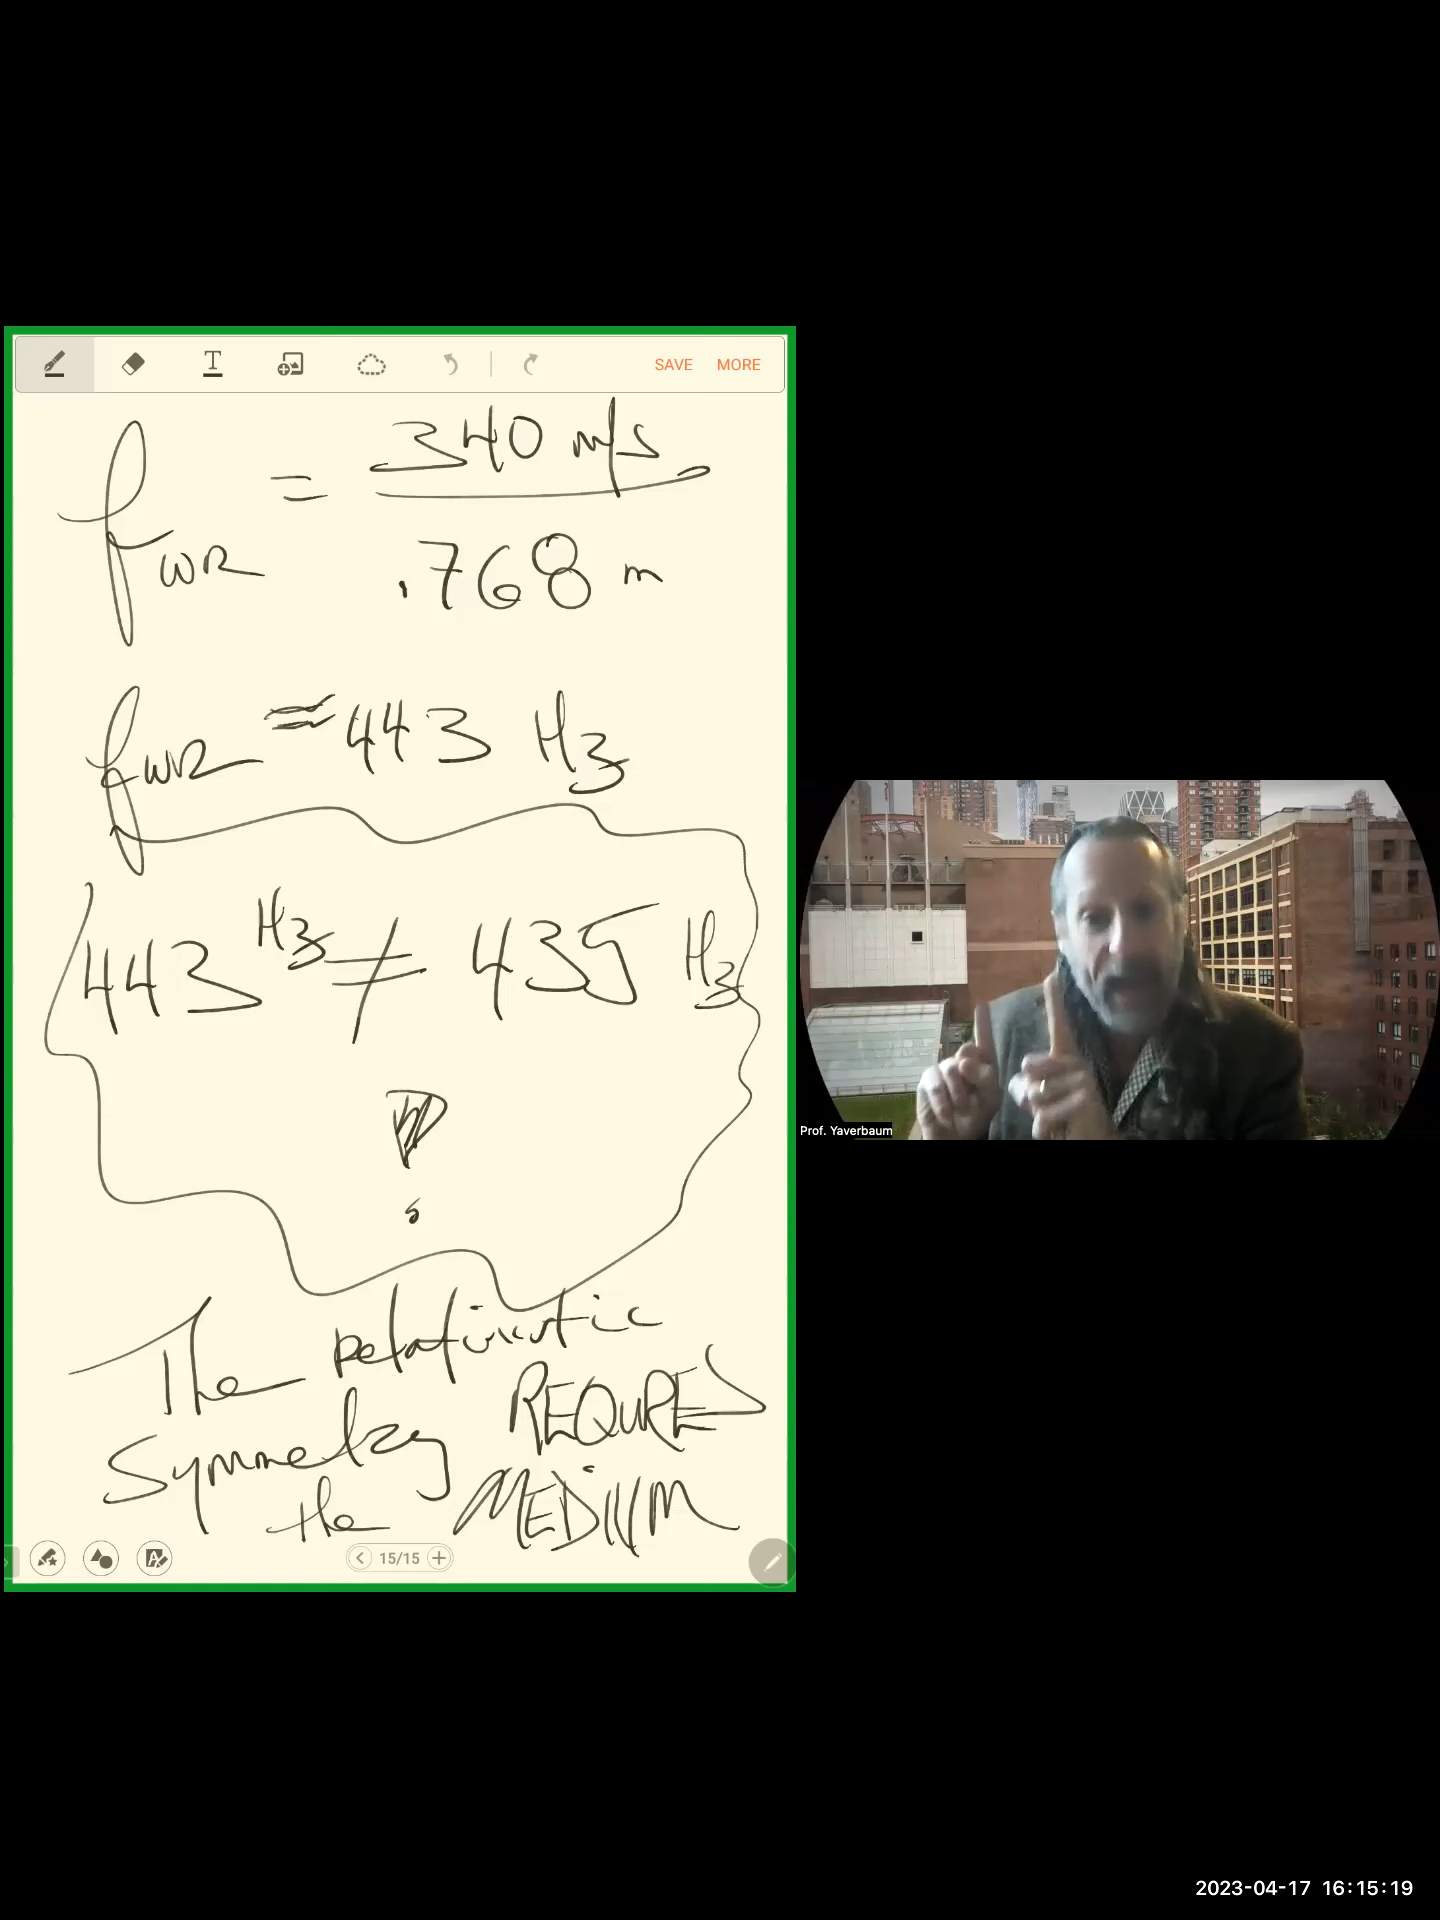 T
SAVE MORE
340 m/s
f_WR =
.768 m
f_WR ≈ 443 Hz
443 Hz ≠ 435 Hz
!
The relativistic
symmetry REQURES
the MEDIUM
15/15
Prof. Yaverbaum
2023-04-17 16:15:19